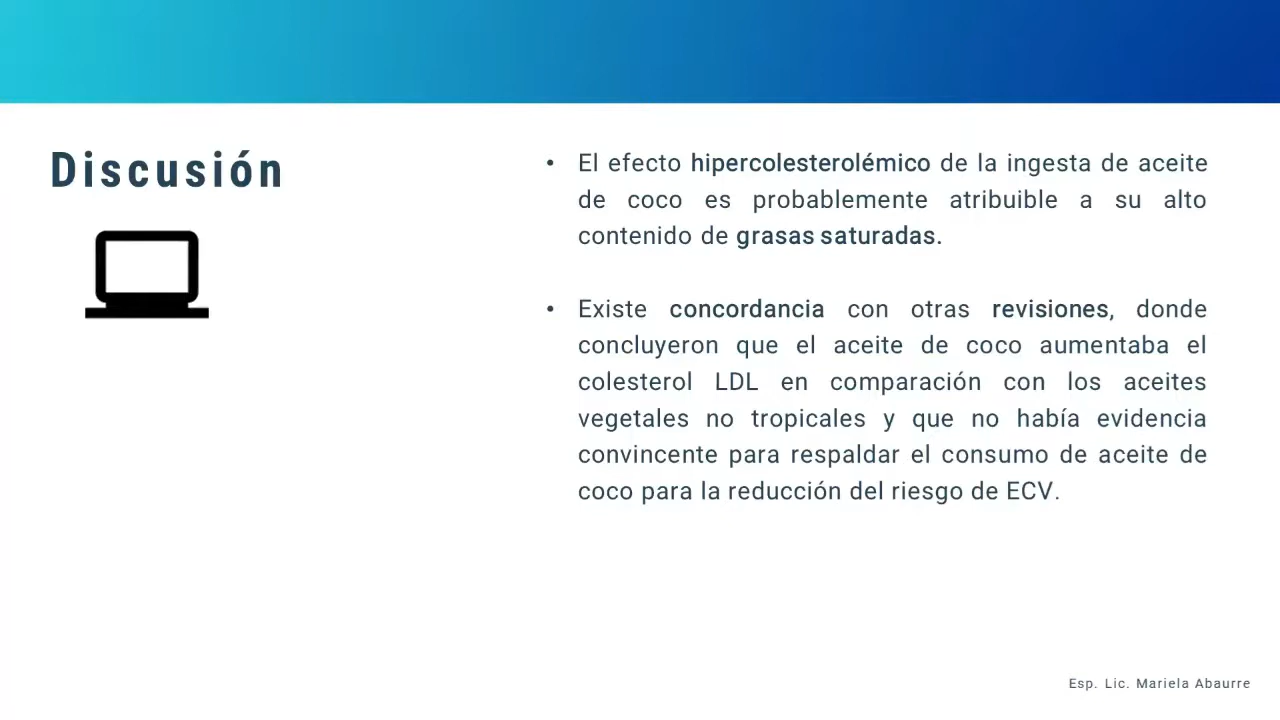 Discusión
• El efecto hipercolesterolémico de la ingesta de aceite
de coco es probablemente atribuible a su alto
contenido de grasas saturadas.
• Existe concordancia con otras revisiones, donde
concluyeron que el aceite de coco aumentaba el
colesterol LDL en comparación con los aceites
vegetales no tropicales y que no había evidencia
convincente para respaldar el consumo de aceite de
coco para la reducción del riesgo de ECV.
Esp. Lic. Mariela Abaurre